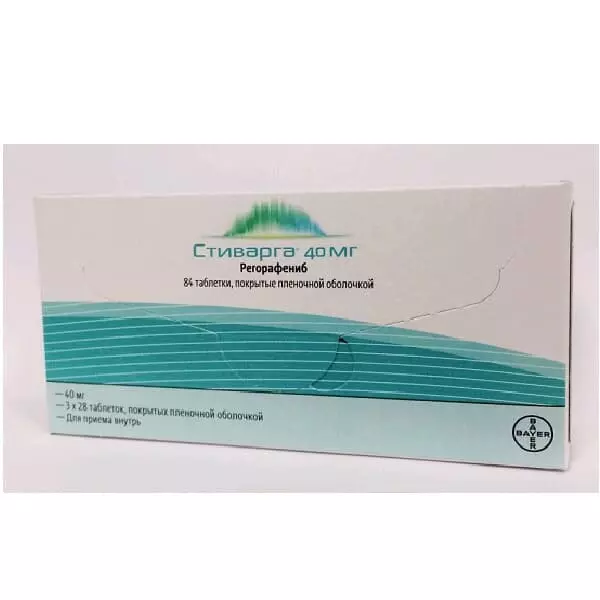 Стиварга® 40 мг
Регорафениб
84 таблетки, покрытые пленочной оболочкой
— 40 мг
— 3 x 28 таблеток, покрытых пленочной оболочкой
— Для приема внутрь
BAYER
BAYER